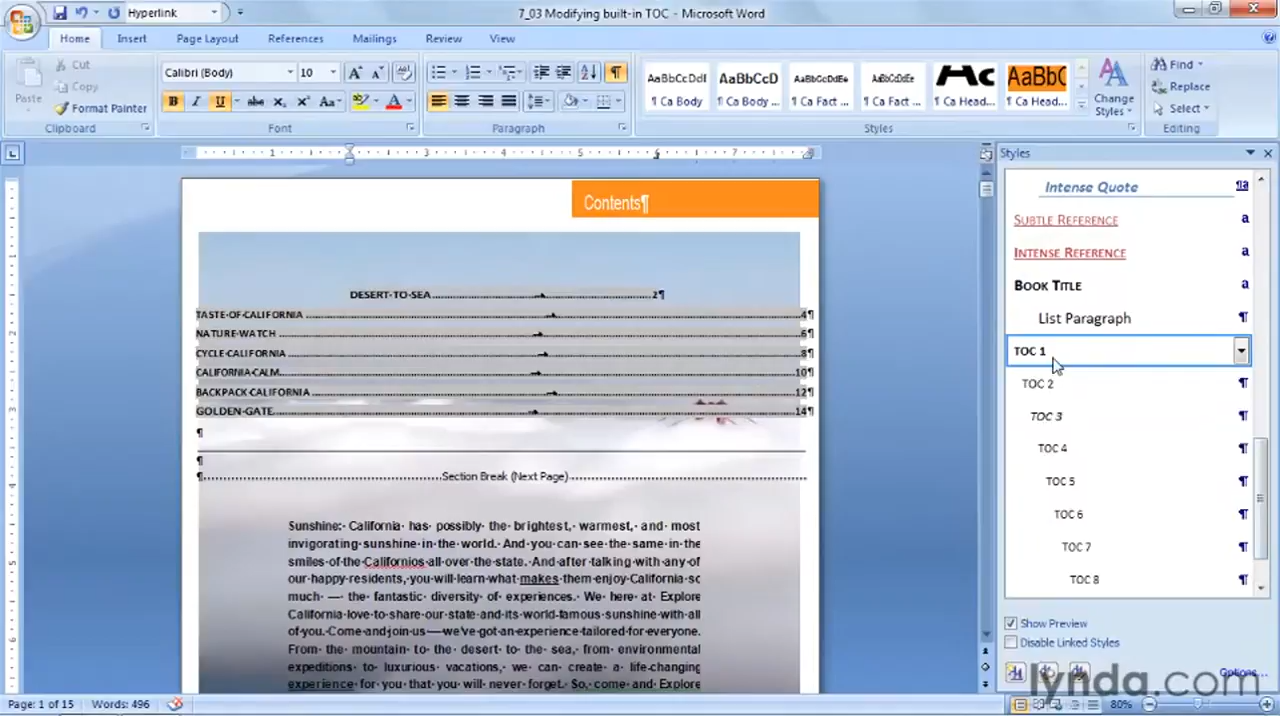 Hyperlink
7_03 Modifying built-in TOC - Microsoft Word
Home Insert Page Layout References Mailings Review View
Paste
Cut
Copy
Format Painter
Clipboard
Calibri (Body) 10
B I U abc X₂ X² Aa
Font
Paragraph
AaBbCcDdI AaBbCcD AaBbCcDdEe AaBbCcDdEe AaBbC
¶ Ca Body ¶ Ca Body ... ¶ Ca Fact ... ¶ Ca Fact ... ¶ Ca Head... ¶ Ca Head...
Change Styles
Styles
Find
Replace
Select
Editing
1 3 4 5 6 7
Styles
Contents¶
DESERT·TO·SEA 2¶
TASTE·OF·CALIFORNIA 4¶
NATURE·WATCH 6¶
CYCLE·CALIFORNIA 8¶
CALIFORNIA·CALM 10¶
BACKPACK·CALIFORNIA 12¶
GOLDEN·GATE 14¶
¶
¶
¶ Section Break (Next Page)
Sunshine:· California· has· possibly· the· brightest,· warmest,· and· most
invigorating·sunshine·in·the·world.·And·you·can·see·the·same·in·the
smiles·of·the·Californios·all·over·the·state.·And·after·talking·with·any·of
our·happy·residents,·you·will·learn·what·makes·them·enjoy·California·so
much· —· the· fantastic· diversity· of· experiences.· We· here· at· Explore
California·love·to·share·our·state·and·its·world-famous·sunshine·with·all
of·you.·Come·and·join·us·—·we've·got·an·experience·tailored·for·everyone.
From· the· mountain· to· the· desert· to· the· sea,· from· environmental
expeditions· to· luxurious· vacations,· we· can· create· a· life-changing
experience·for·you·that·you·will·never·forget.·So,·come·and·Explore
Intense Quote ¶a
Subtle Reference a
Intense Reference a
Book Title a
List Paragraph ¶
TOC 1
TOC 2 ¶
TOC 3 ¶
TOC 4 ¶
TOC 5 ¶
TOC 6 ¶
TOC 7 ¶
TOC 8 ¶
Show Preview
Disable Linked Styles
Options...
lynda.com
Page: 1 of 15 Words: 496 80%